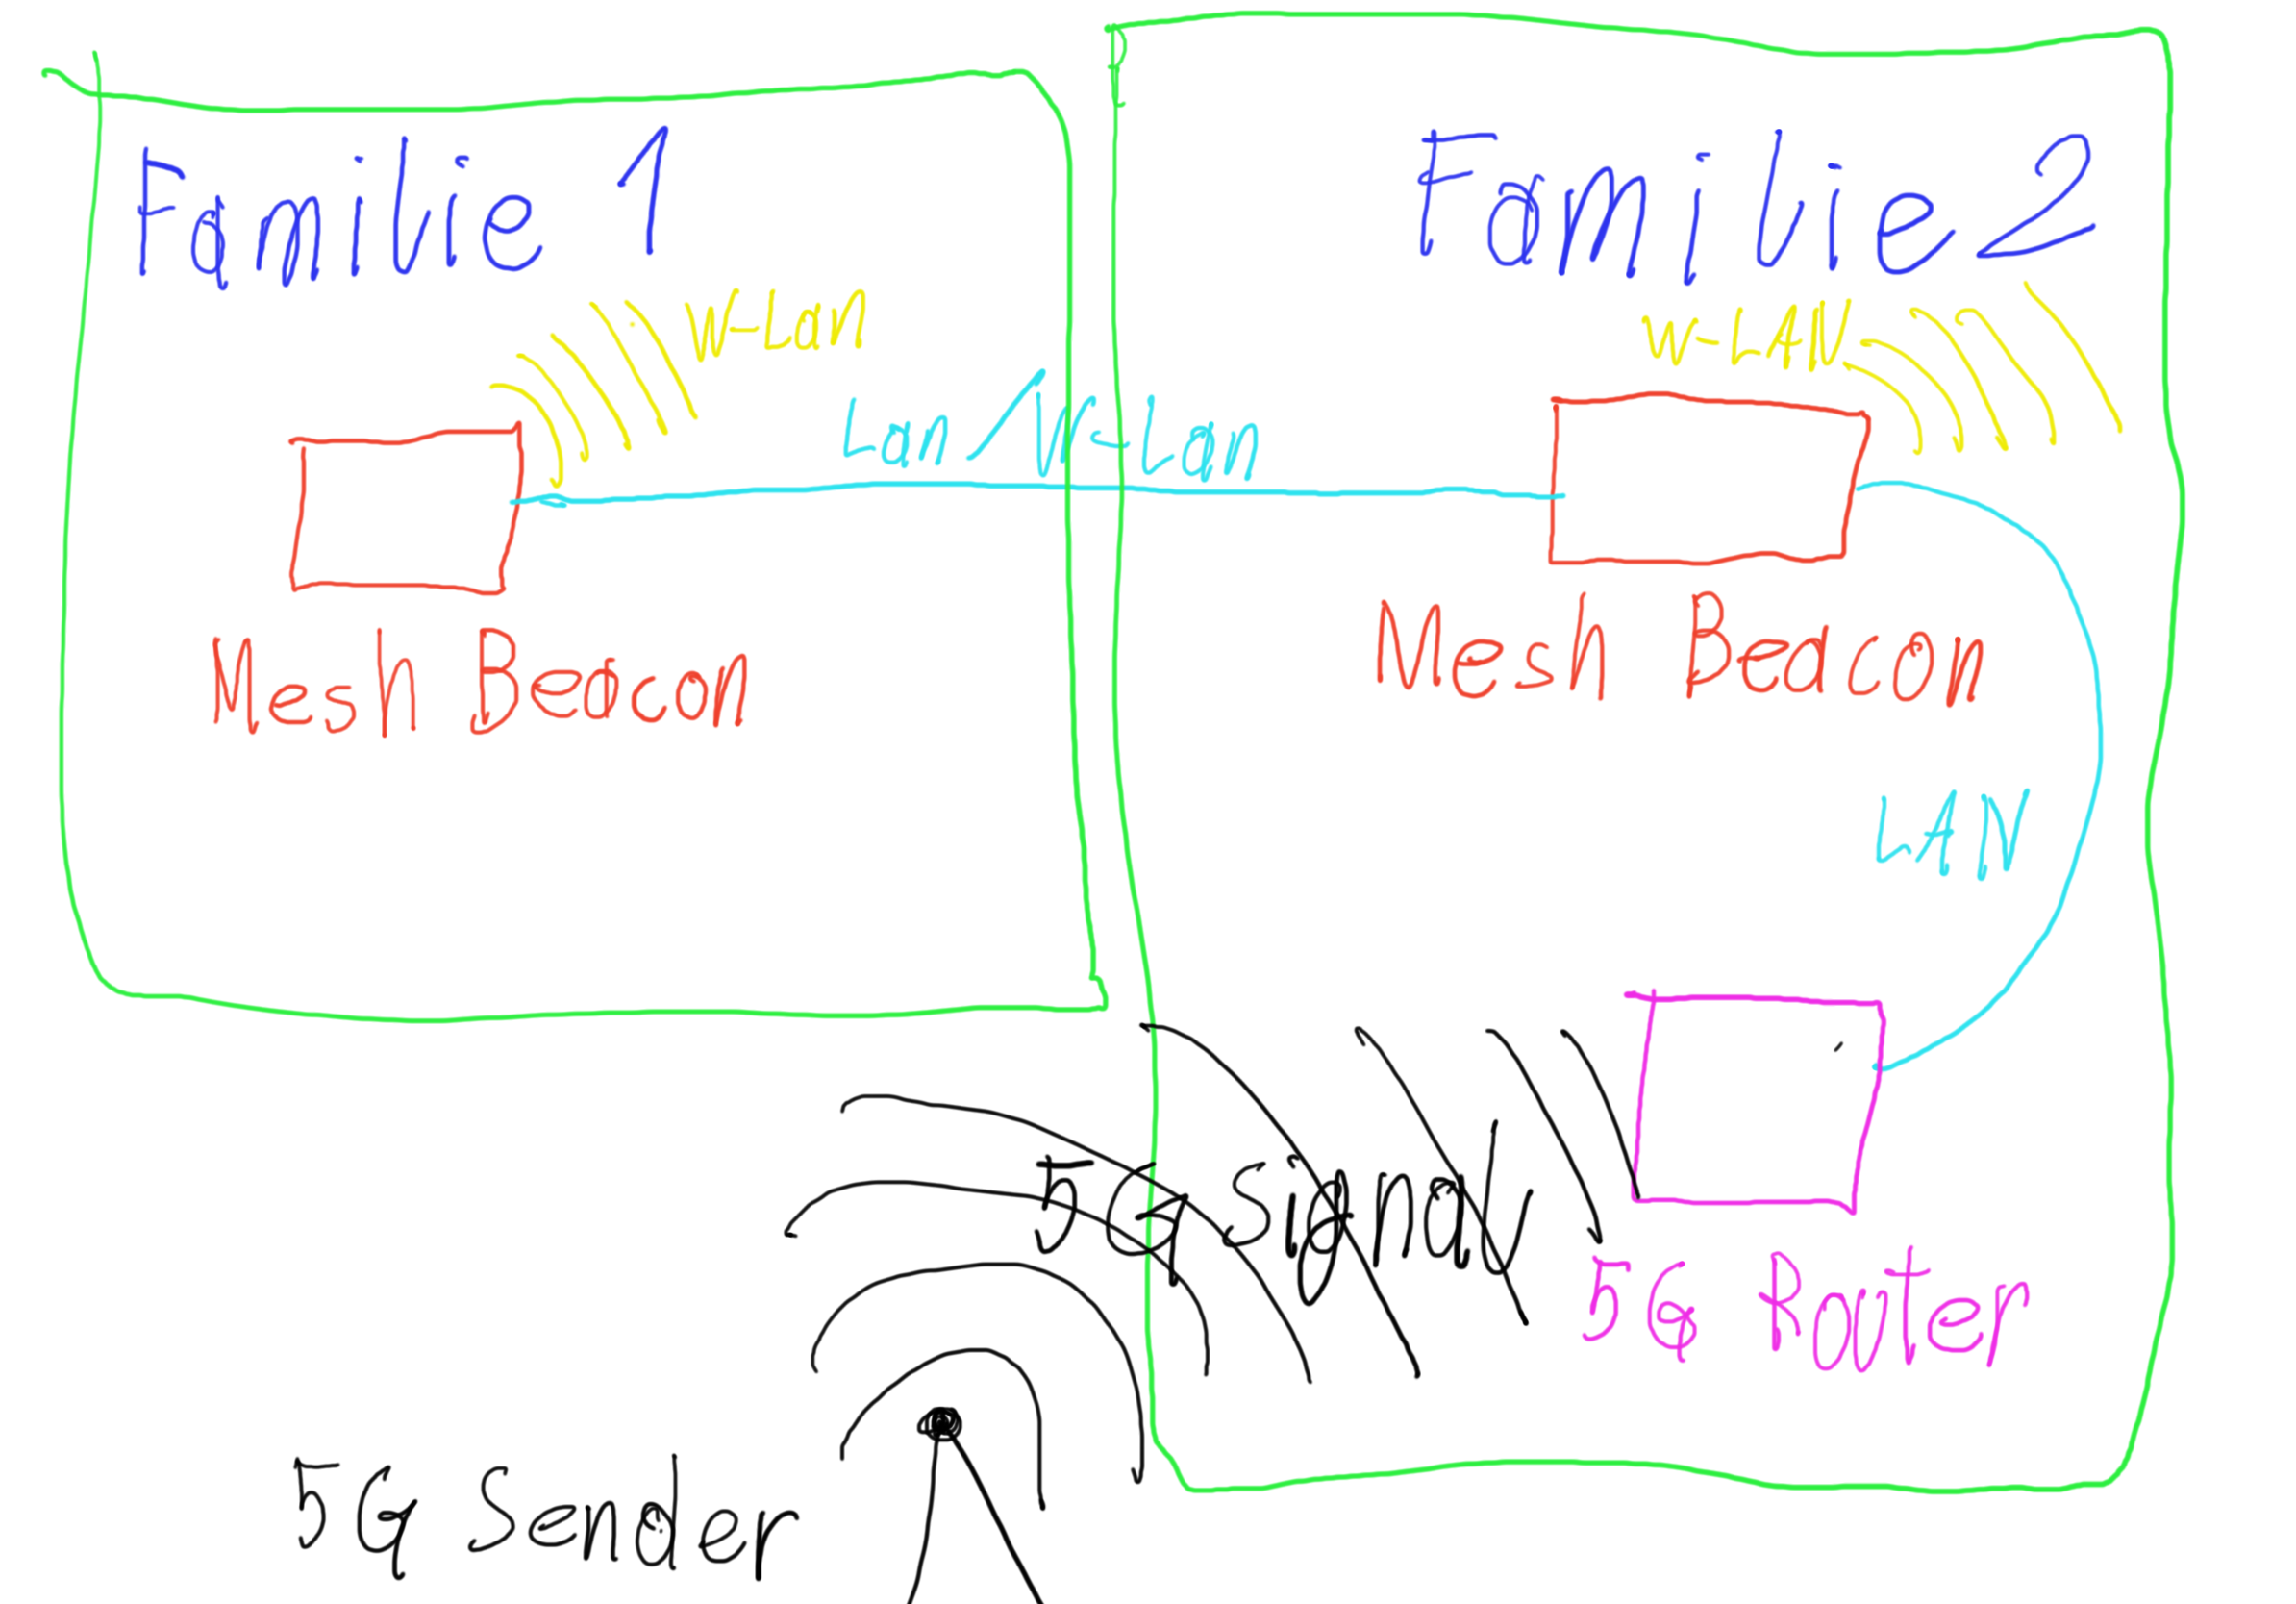 Familie 1
Familie 2
W-Lan
W-LAN
Lan/W-Lan
Mesh Beacon
Mesh Beacon
LAN
5G Signal
5G Router
5G Sender